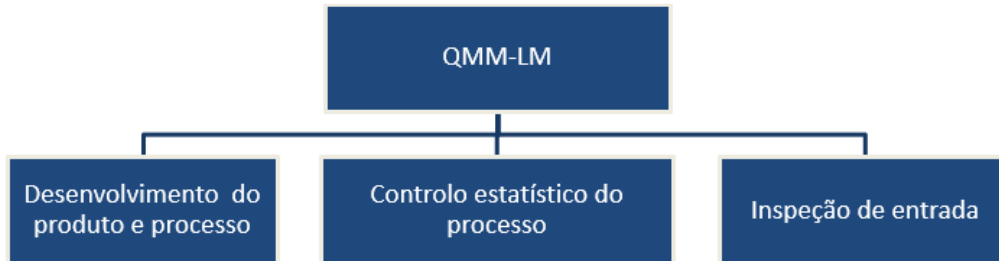 QMM-LM
Desenvolvimento do
produto e processo
Controlo estatístico do
processo
Inspeção de entrada